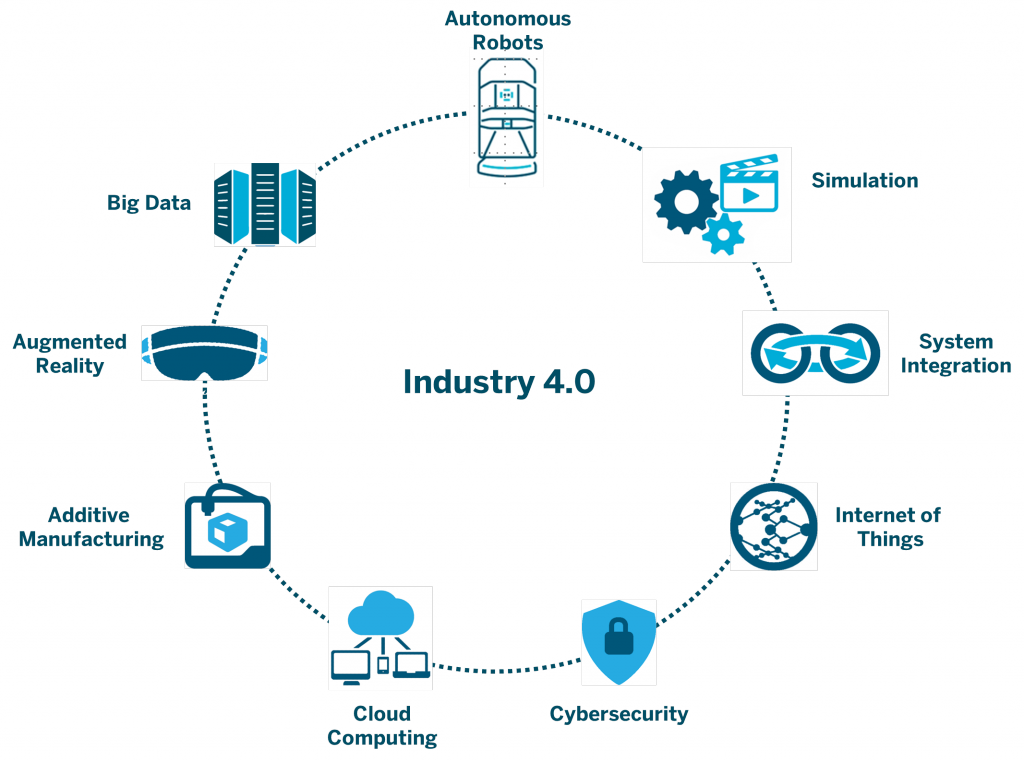 Autonomous
Robots
Simulation
Big Data
System
Integration
Augmented
Reality
Industry 4.0
Internet of
Things
Additive
Manufacturing
Cybersecurity
Cloud
Computing